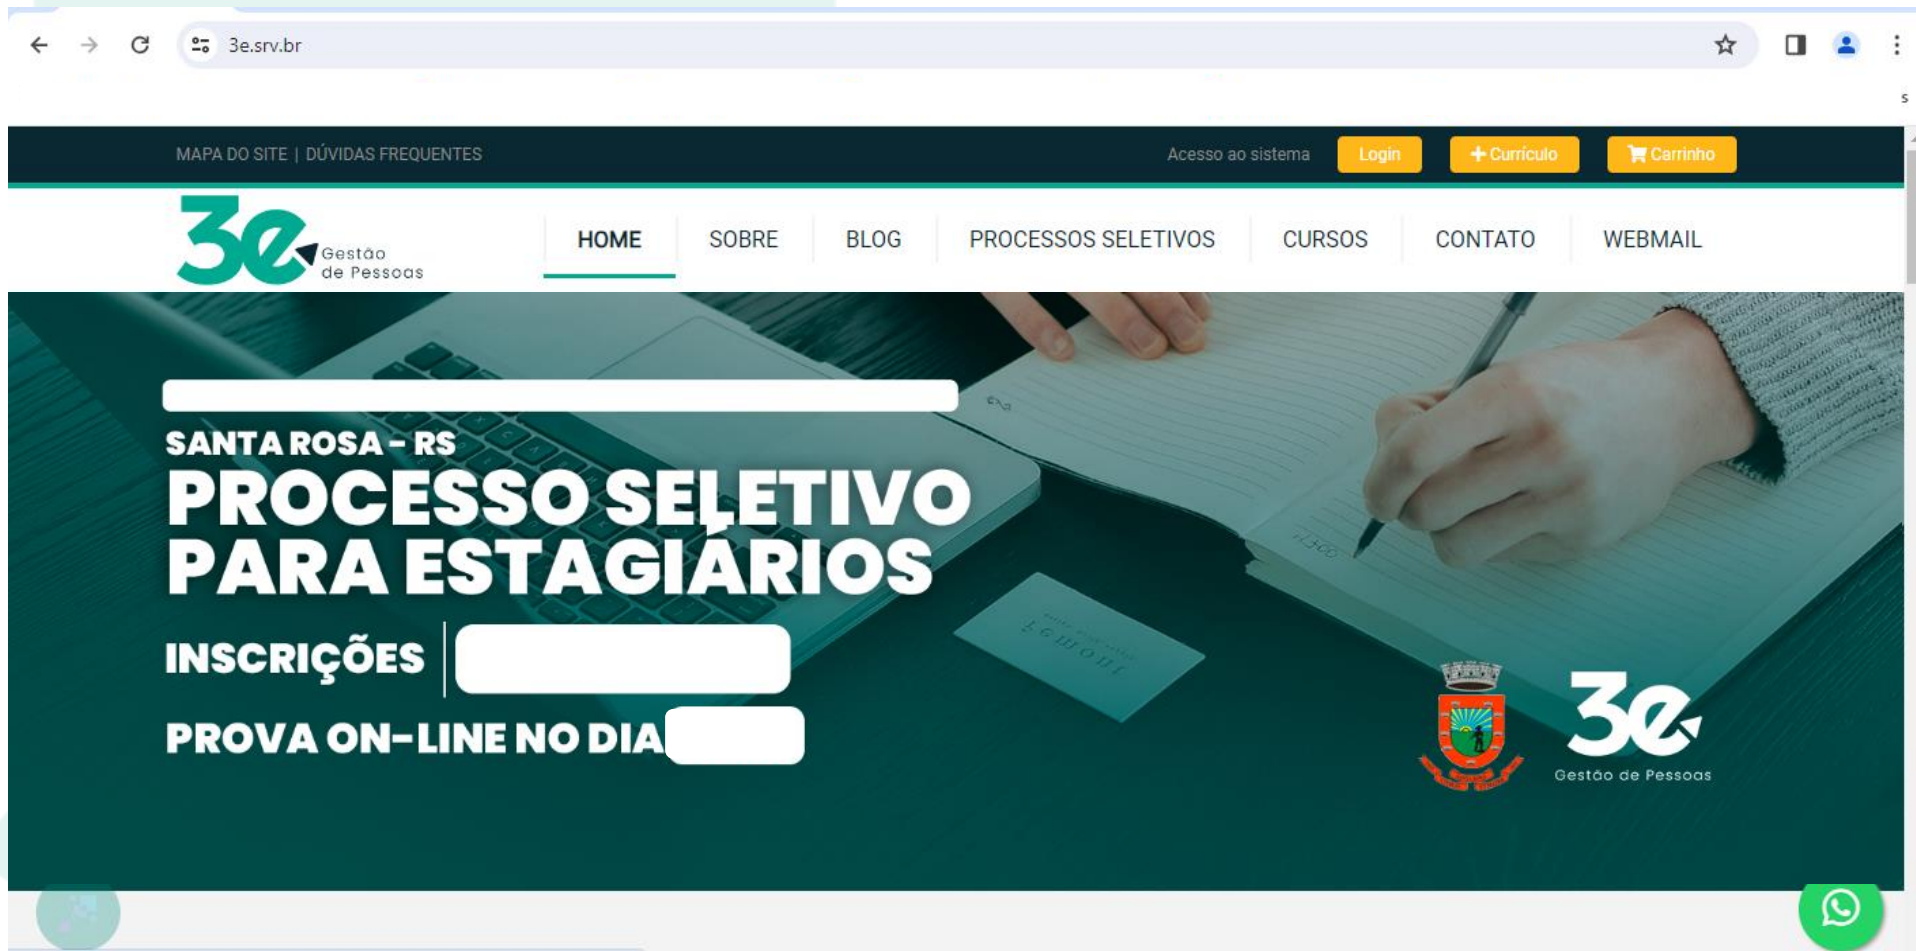 3e.srv.br
s
MAPA DO SITE | DÚVIDAS FREQUENTES
Acesso ao sistema
Login
+ Currículo
Carrinho
3e Gestão
de Pessoas
HOME
SOBRE
BLOG
PROCESSOS SELETIVOS
CURSOS
CONTATO
WEBMAIL
SANTA ROSA - RS
PROCESSO SELETIVO
PARA ESTAGIÁRIOS
INSCRIÇÕES
PROVA ON-LINE NO DIA
3e
Gestão de Pessoas